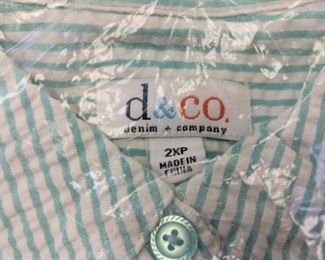 d&co.
denim + company
2XP
MADE IN
CHINA